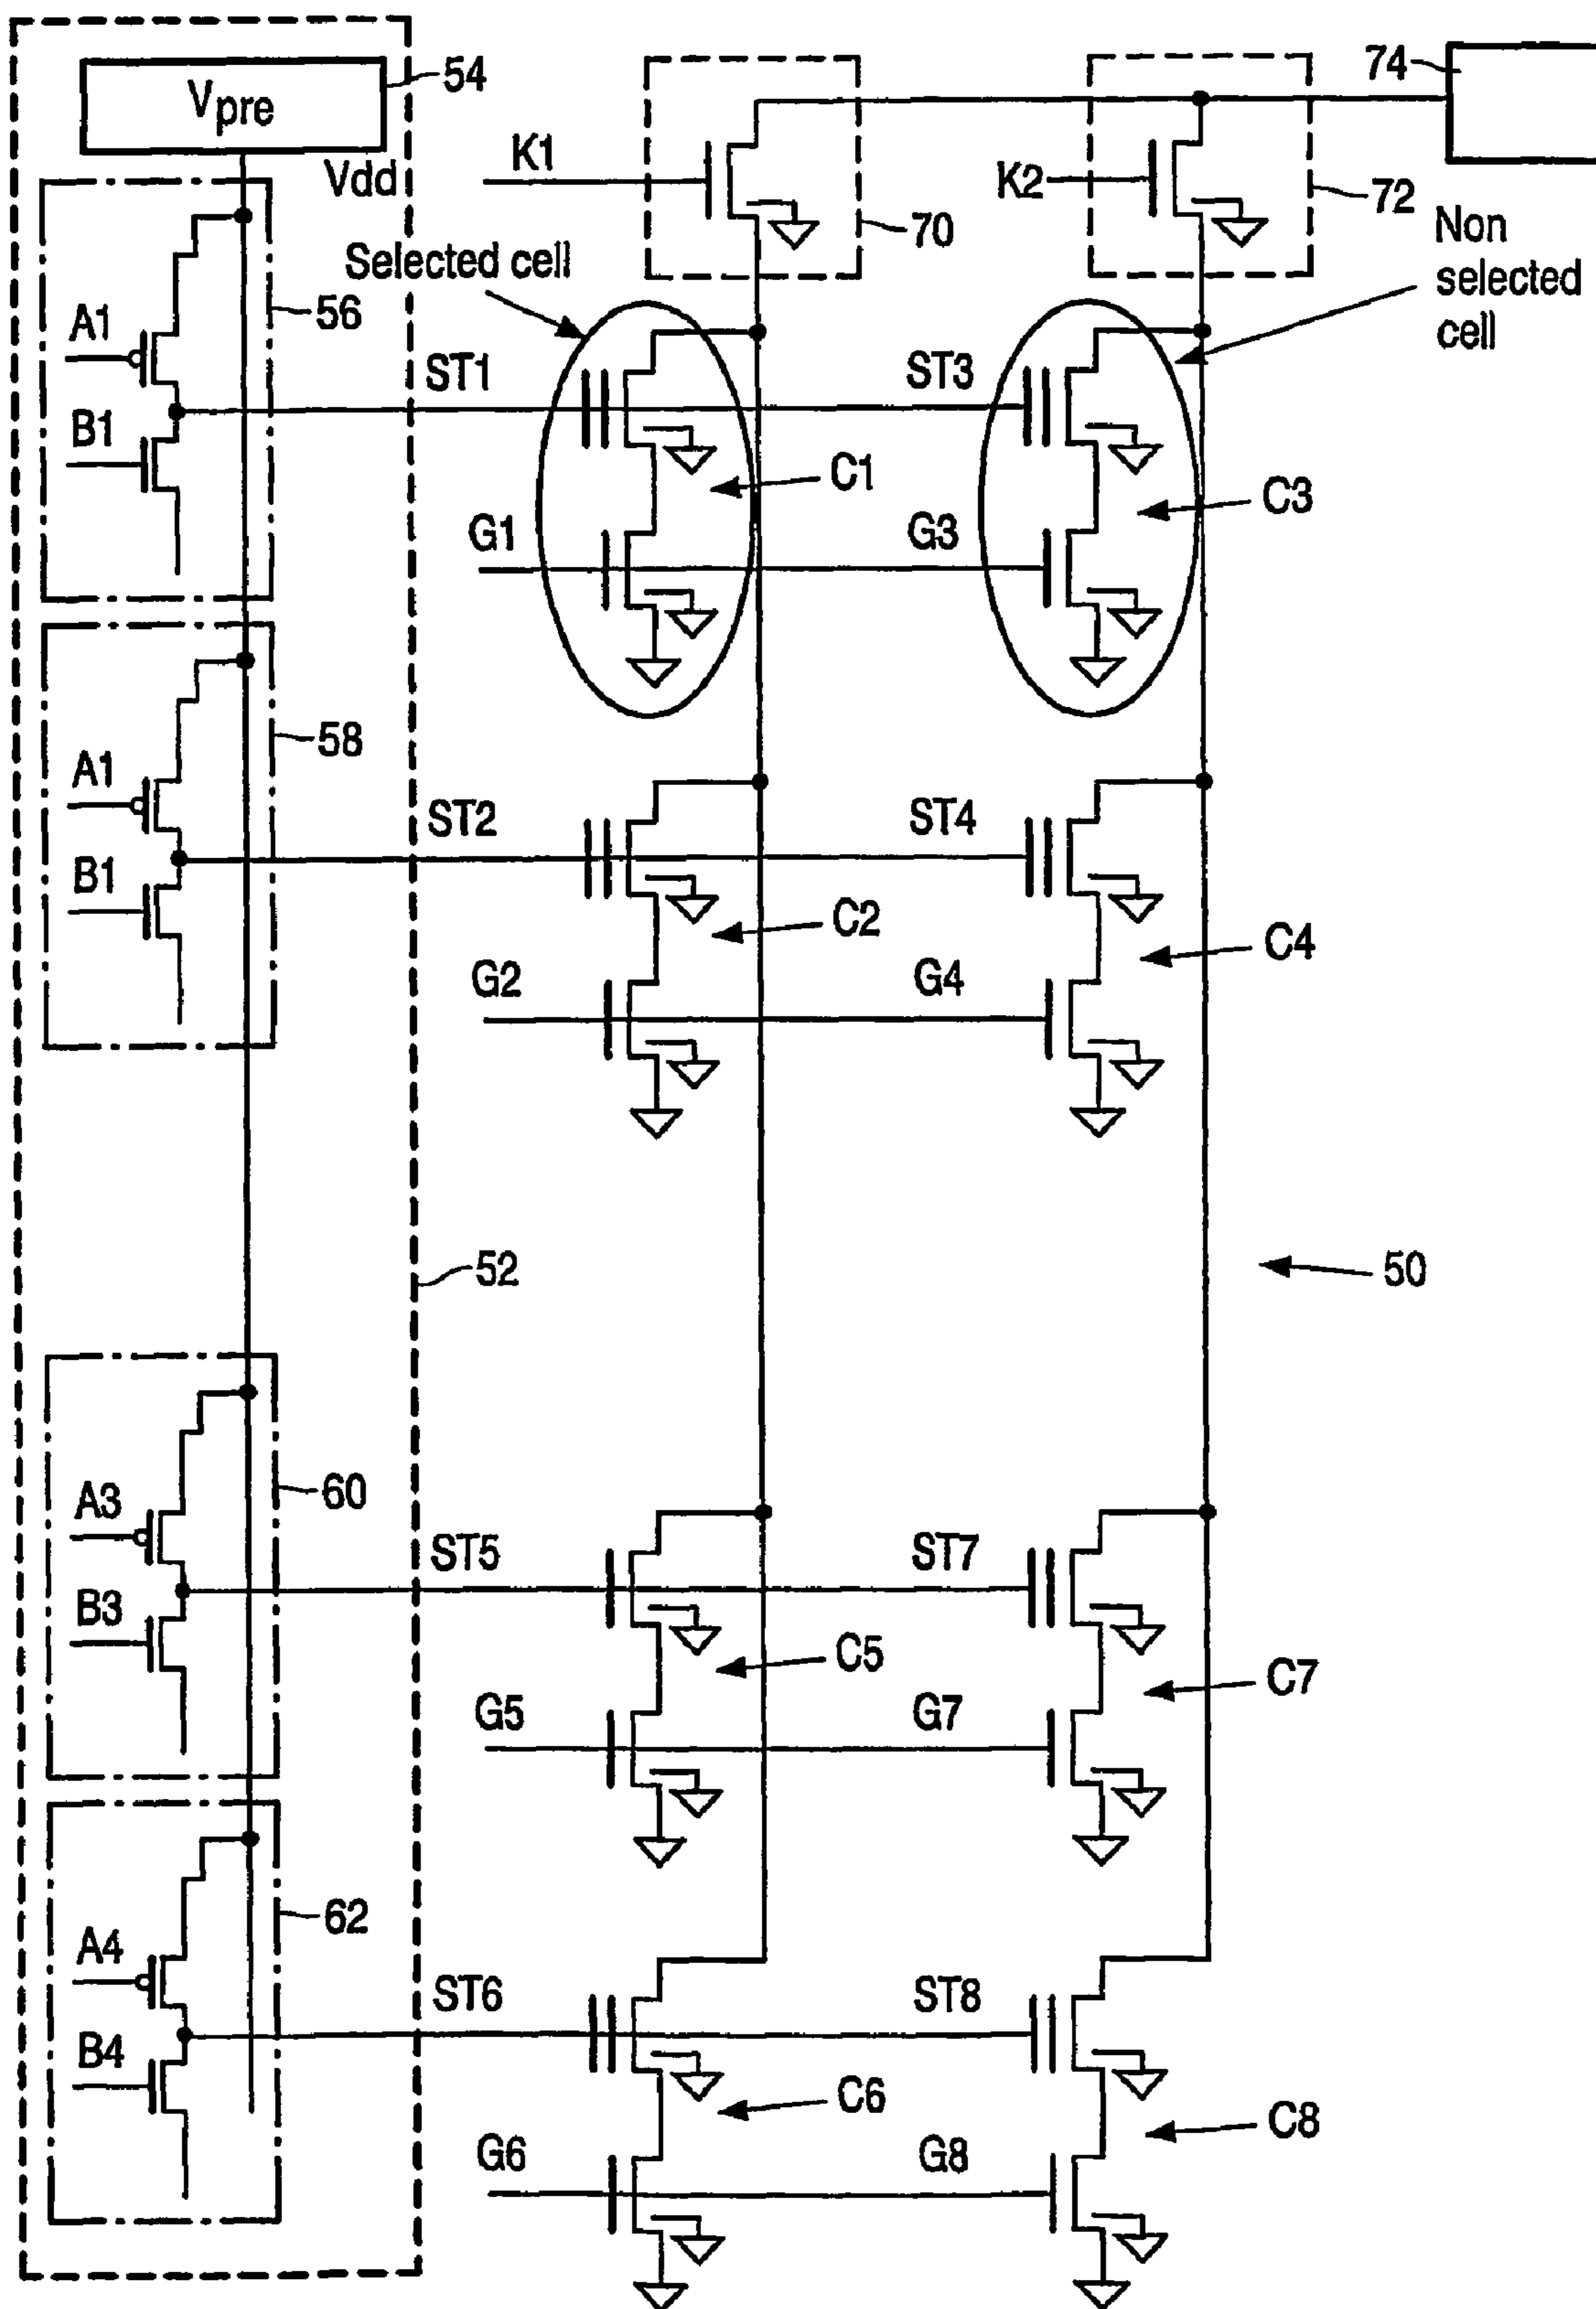 54
Vpre
Vdd
74
K1
K2
70
72
Selected cell
Non
selected
cell
A1
56
B1
ST1
ST3
C1
C3
G1
G3
A1
58
B1
ST2
ST4
C2
C4
G2
G4
52
50
A3
60
B3
ST5
ST7
C5
C7
G5
G7
A4
62
B4
ST6
ST8
C6
C8
G6
G8